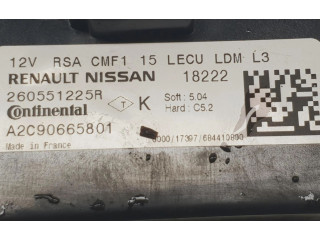 12V RSA CMF1 15 LECU LDM L3
RENAULT NISSAN 18222
260551225R
T K Soft : 5.04
Hard : C5.2
Continental
A2C90665801
Made in France